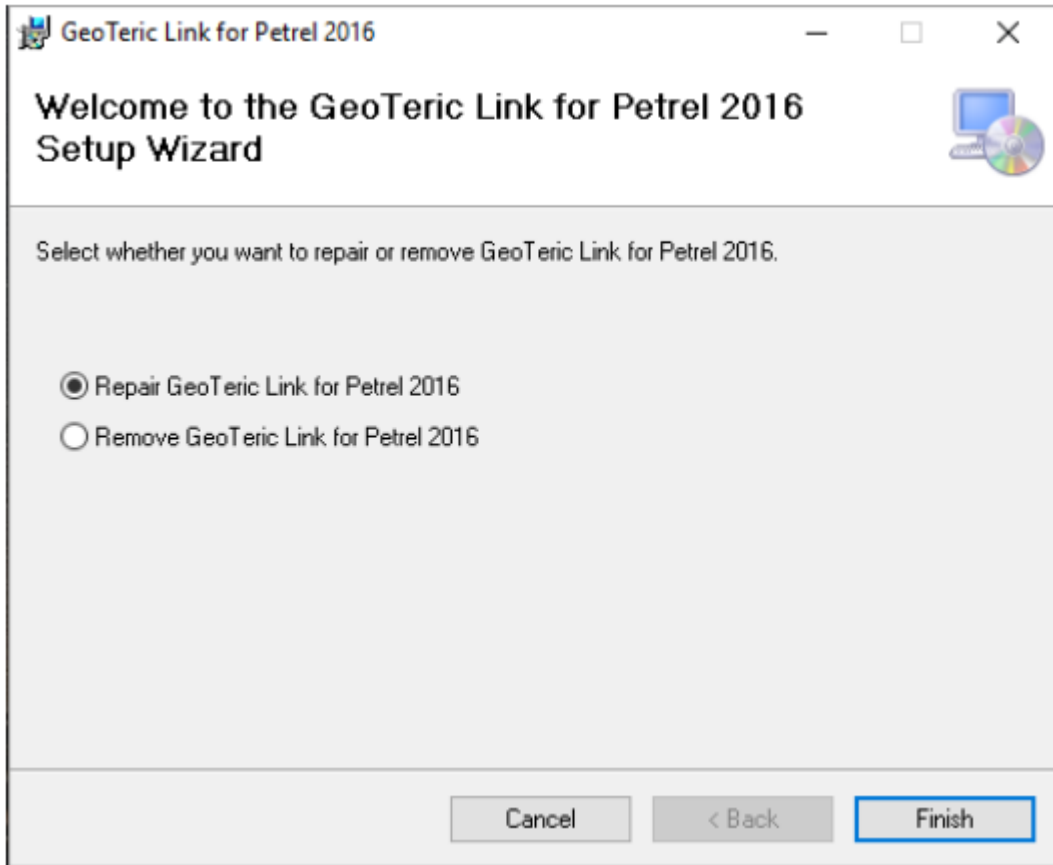 GeoTeric Link for Petrel 2016
Welcome to the GeoTeric Link for Petrel 2016
Setup Wizard
Select whether you want to repair or remove GeoTeric Link for Petrel 2016.
Repair GeoTeric Link for Petrel 2016
Remove GeoTeric Link for Petrel 2016
Cancel
< Back
Finish